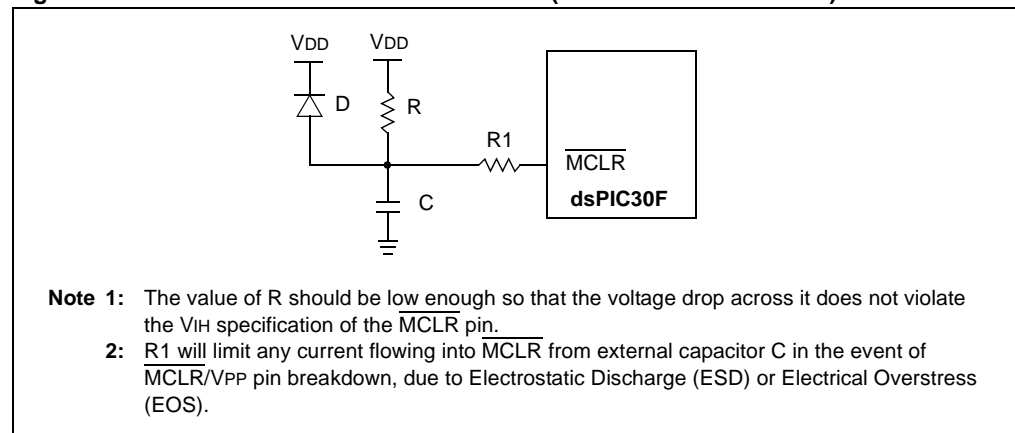 VDD VDD
D R
R1
MCLR
C
dsPIC30F
Note 1: The value of R should be low enough so that the voltage drop across it does not violate
the VIH specification of the MCLR pin.
2: R1 will limit any current flowing into MCLR from external capacitor C in the event of
MCLR/VPP pin breakdown, due to Electrostatic Discharge (ESD) or Electrical Overstress
(EOS).